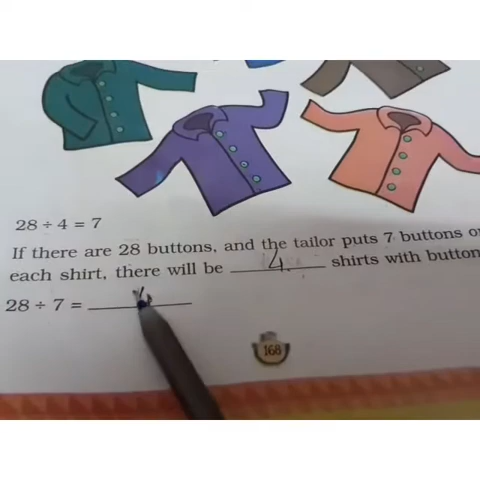 28 ÷ 4 = 7
If there are 28 buttons, and the tailor puts 7 buttons on
each shirt, there will be 4 shirts with button
28 ÷ 7 =
168